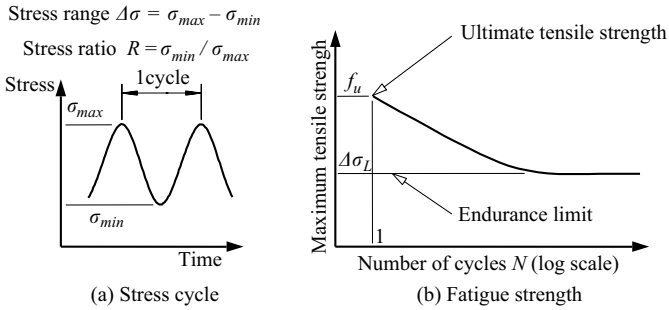 Stress range Δσ = σmax – σmin
Stress ratio R = σmin / σmax
Stress
1cycle
σmax
σmin
Time
(a) Stress cycle
Maximum tensile strengh
Ultimate tensile strength
fu
ΔσL
Endurance limit
1
Number of cycles N (log scale)
(b) Fatigue strength